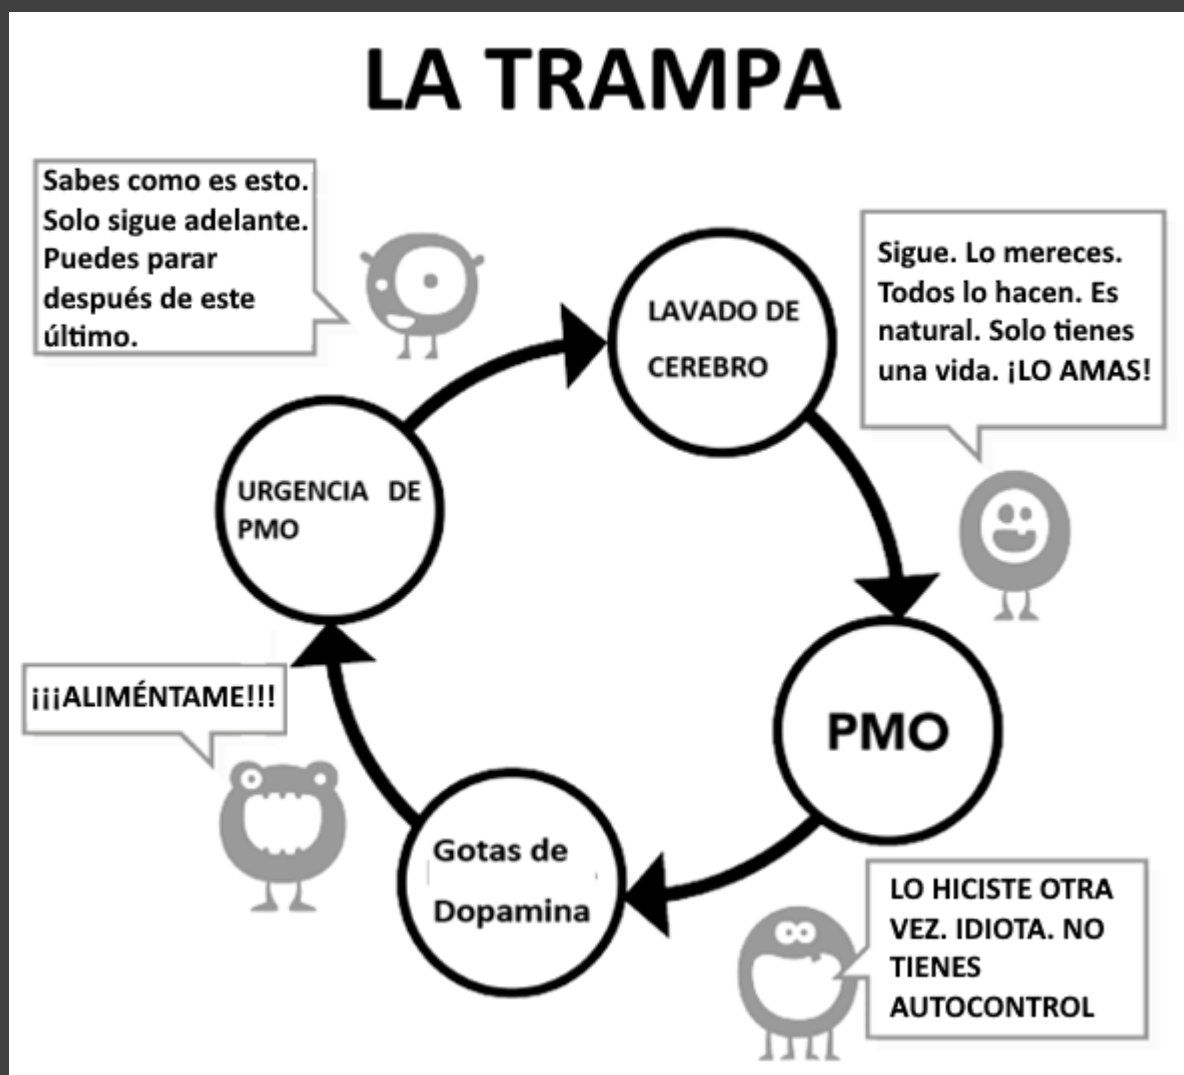 LA TRAMPA
Sabes como es esto.
Solo sigue adelante.
Puedes parar
después de este
último.
LAVADO DE
CEREBRO
Sigue. Lo mereces.
Todos lo hacen. Es
natural. Solo tienes
una vida. ¡LO AMAS!
URGENCIA DE
PMO
¡¡¡ALIMÉNTAME!!!
PMO
Gotas de
Dopamina
LO HICISTE OTRA
VEZ. IDIOTA. NO
TIENES
AUTOCONTROL